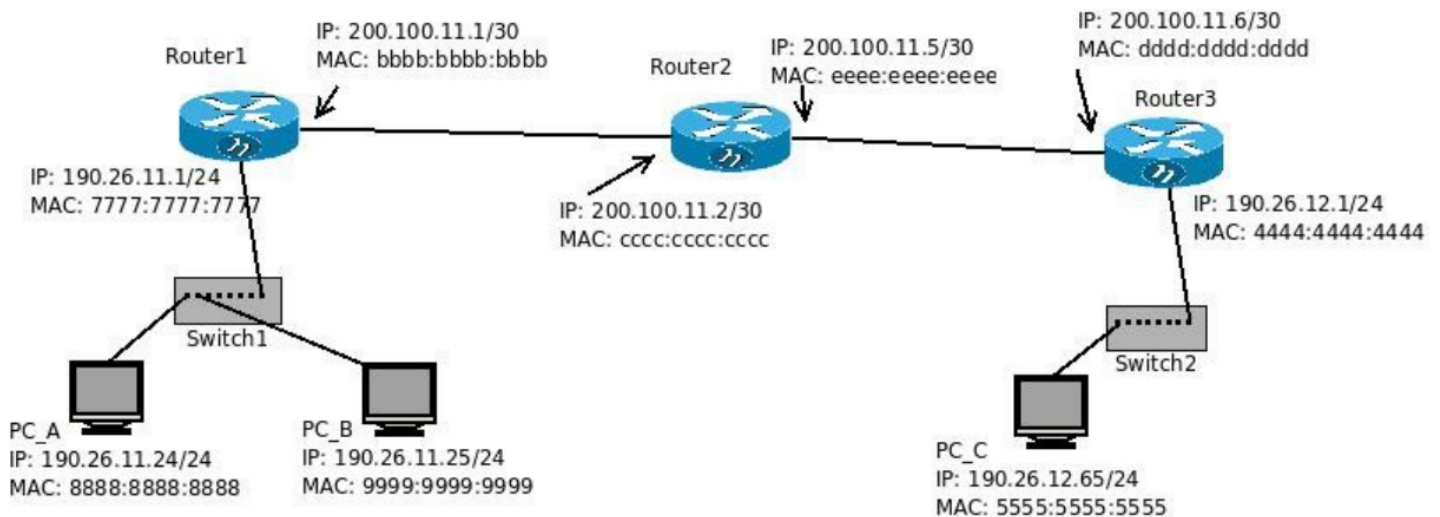 IP: 200.100.11.1/30
MAC: bbbb:bbbb:bbbb
Router1
IP: 200.100.11.5/30
MAC: eeee:eeee:eeee
Router2
IP: 200.100.11.6/30
MAC: dddd:dddd:dddd
Router3
IP: 190.26.11.1/24
MAC: 7777:7777:7777
IP: 200.100.11.2/30
MAC: cccc:cccc:cccc
IP: 190.26.12.1/24
MAC: 4444:4444:4444
Switch1
Switch2
PC_A
IP: 190.26.11.24/24
MAC: 8888:8888:8888
PC_B
IP: 190.26.11.25/24
MAC: 9999:9999:9999
PC_C
IP: 190.26.12.65/24
MAC: 5555:5555:5555